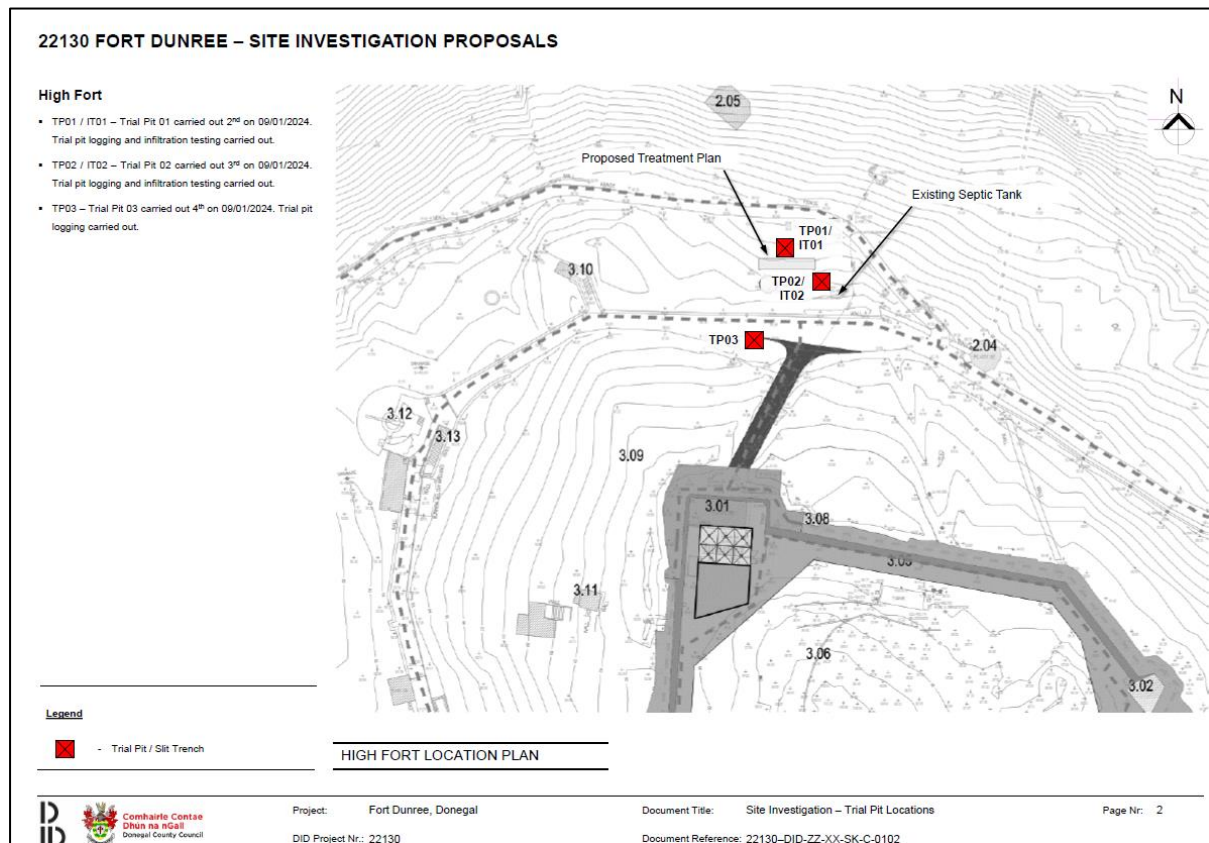 22130 FORT DUNREE – SITE INVESTIGATION PROPOSALS
High Fort
▪ TP01 / IT01 – Trial Pit 01 carried out 2nd on 09/01/2024.
Trial pit logging and infiltration testing carried out.
▪ TP02 / IT02 – Trial Pit 02 carried out 3rd on 09/01/2024.
Trial pit logging and infiltration testing carried out.
▪ TP03 – Trial Pit 03 carried out 4th on 09/01/2024. Trial pit
logging carried out.
N
2.05
Proposed Treatment Plan
Existing Septic Tank
TP01/
IT01
3.10
TP02/
IT02
TP03
2.04
3.12
3.13
3.09
3.01
3.08
3.11
3.06
3.02
Legend
- Trial Pit / Slit Trench
HIGH FORT LOCATION PLAN
DID
Comhairle Contae
Dhún na nGall
Donegal County Council
Project: Fort Dunree, Donegal
DID Project Nr.: 22130
Document Title: Site Investigation – Trial Pit Locations
Document Reference: 22130–DID-ZZ-XX-SK-C-0102
Page Nr: 2